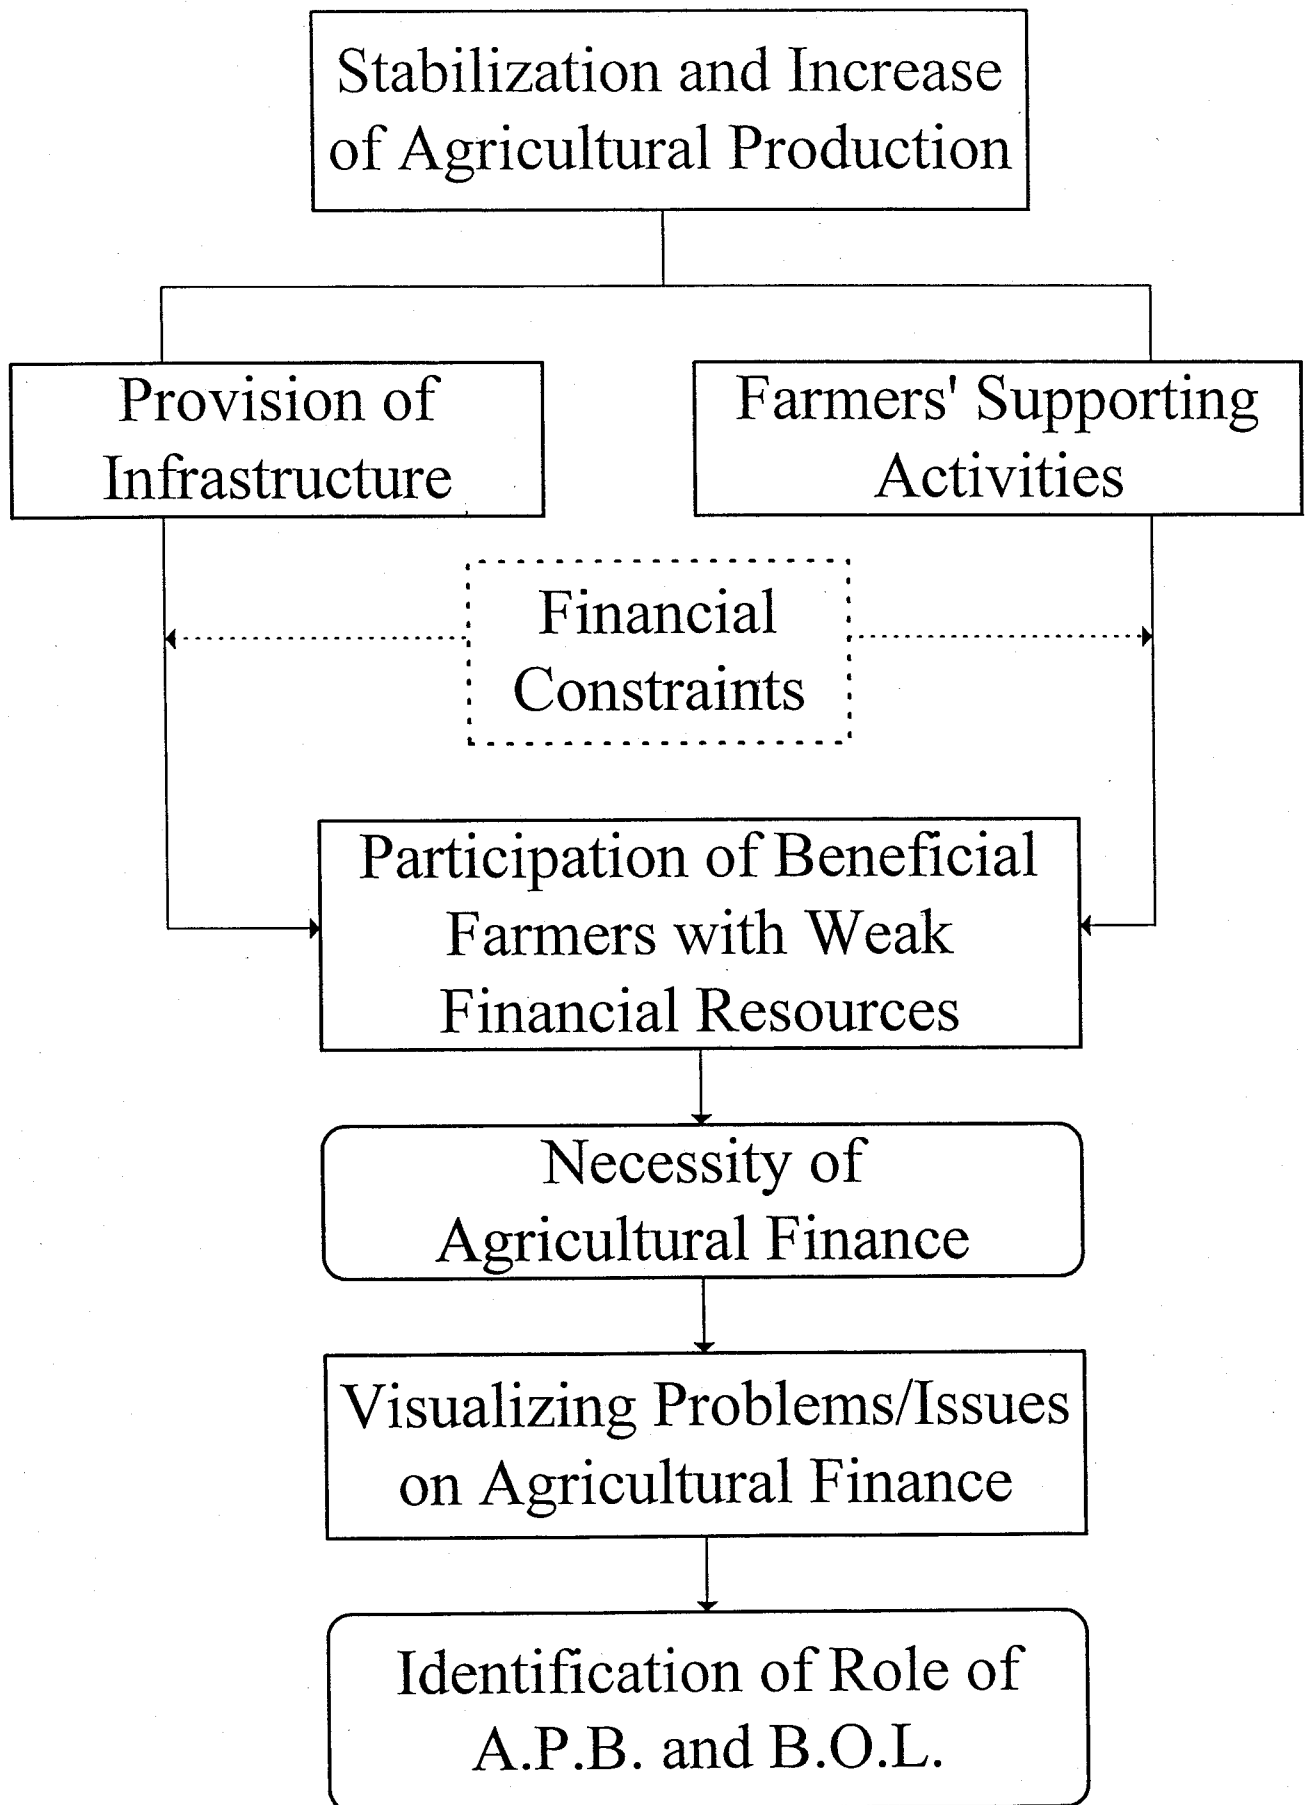 Stabilization and Increase
of Agricultural Production
Provision of
Infrastructure
Farmers' Supporting
Activities
Financial
Constraints
Participation of Beneficial
Farmers with Weak
Financial Resources
Necessity of
Agricultural Finance
Visualizing Problems/Issues
on Agricultural Finance
Identification of Role of
A.P.B. and B.O.L.